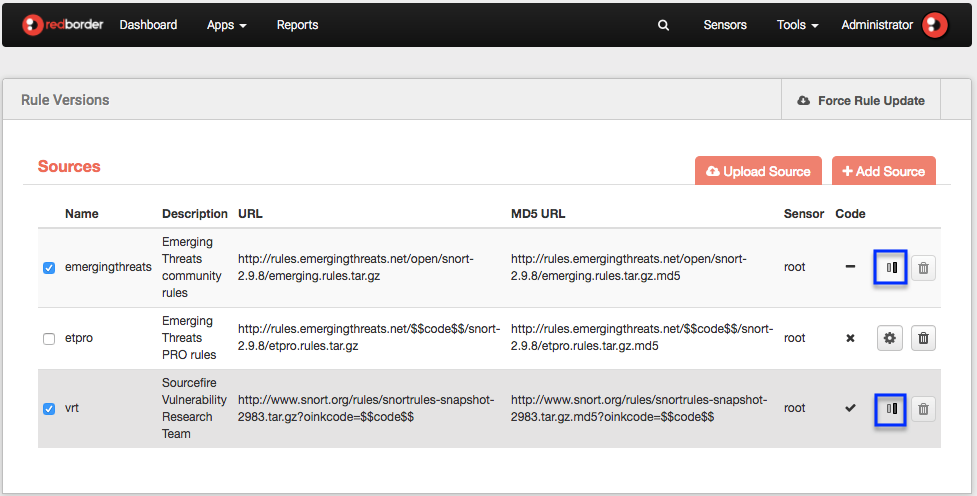 redborder Dashboard Apps Reports Sensors Tools Administrator
Rule Versions Force Rule Update
Sources Upload Source + Add Source
Name Description URL MD5 URL Sensor Code
Emerging
Threats
community
rules
emergingthreats
http://rules.emergingthreats.net/open/snort-
2.9.8/emerging.rules.tar.gz
http://rules.emergingthreats.net/open/snort-
2.9.8/emerging.rules.tar.gz.md5
root
Emerging
Threats
PRO rules
etpro
http://rules.emergingthreats.net/$$code$$/snort-
2.9.8/etpro.rules.tar.gz
http://rules.emergingthreats.net/$$code$$/snort-
2.9.8/etpro.rules.tar.gz.md5
root
Sourcefire
Vulnerability
Research
Team
vrt
http://www.snort.org/rules/snortrules-snapshot-
2983.tar.gz?oinkcode=$$code$$
http://www.snort.org/rules/snortrules-snapshot-
2983.tar.gz.md5?oinkcode=$$code$$
root